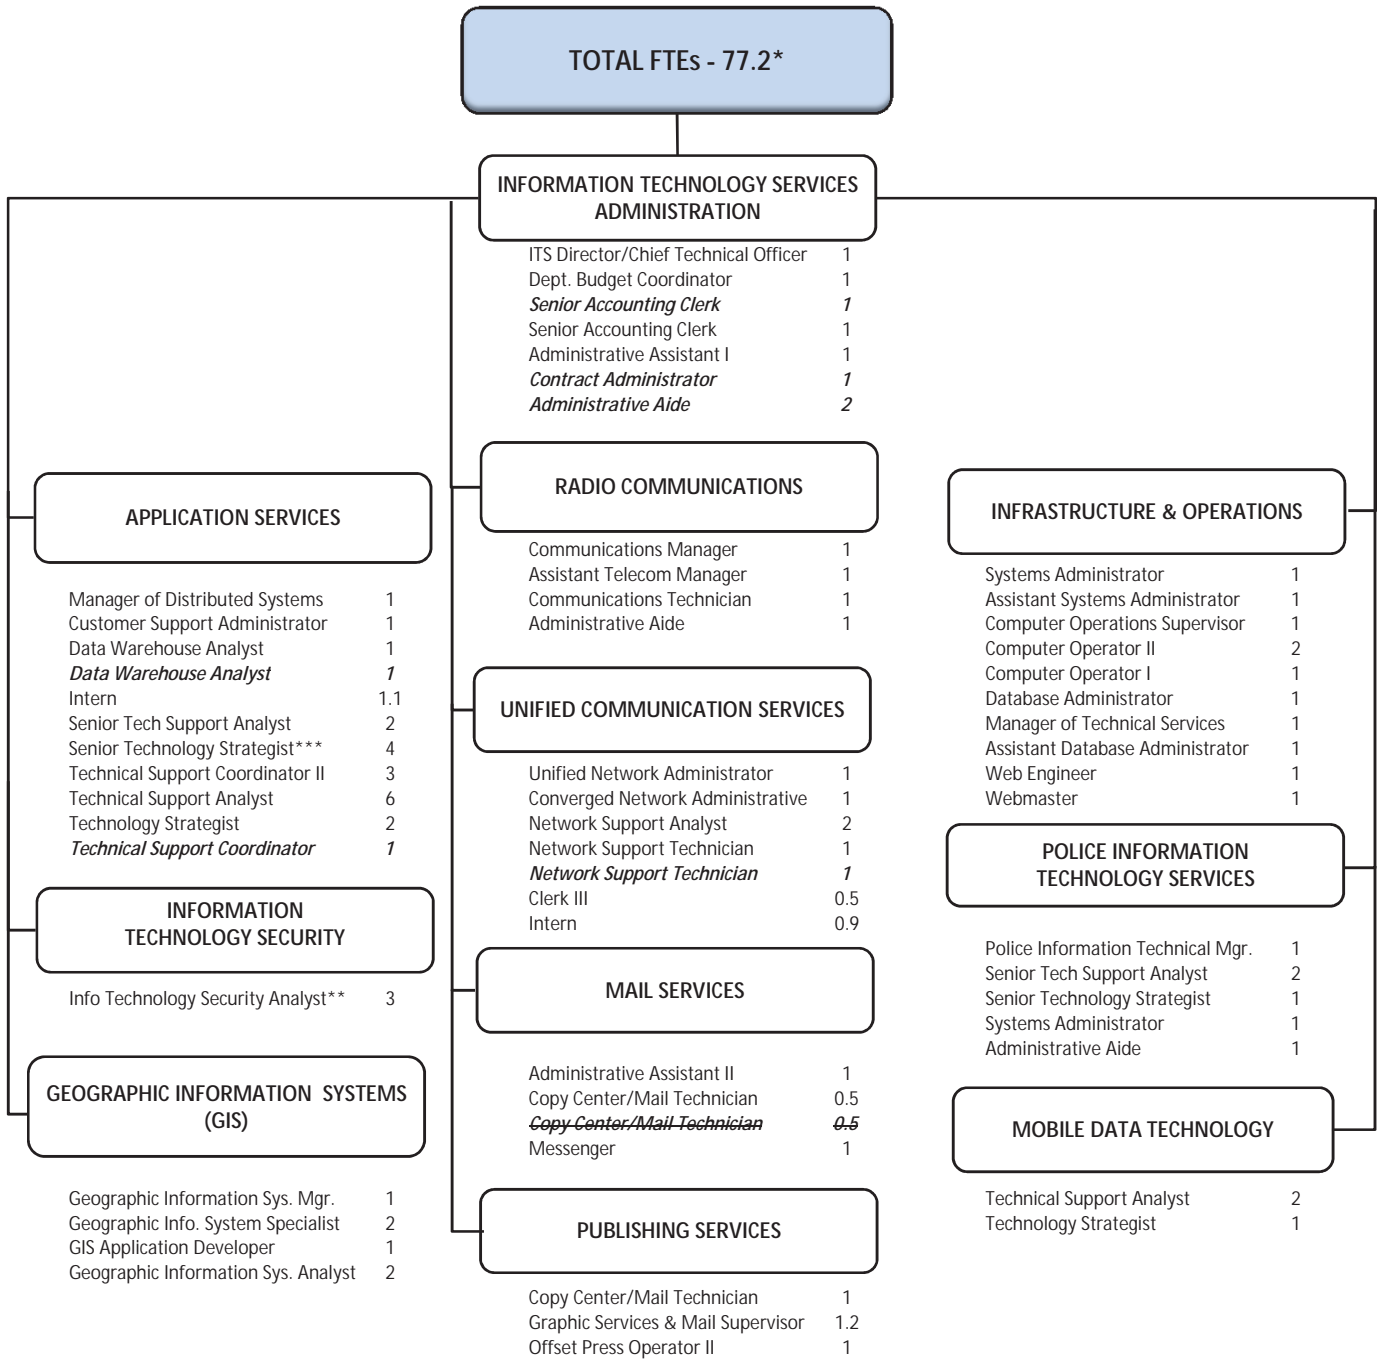 TOTAL FTEs - 77.2*
INFORMATION TECHNOLOGY SERVICES
ADMINISTRATION
ITS Director/Chief Technical Officer 1
Dept. Budget Coordinator 1
Senior Accounting Clerk 1
Senior Accounting Clerk 1
Administrative Assistant I 1
Contract Administrator 1
Administrative Aide 2
APPLICATION SERVICES
Manager of Distributed Systems 1
Customer Support Administrator 1
Data Warehouse Analyst 1
Data Warehouse Analyst 1
Intern 1.1
Senior Tech Support Analyst 2
Senior Technology Strategist*** 4
Technical Support Coordinator II 3
Technical Support Analyst 6
Technology Strategist 2
Technical Support Coordinator 1
INFORMATION
TECHNOLOGY SECURITY
Info Technology Security Analyst** 3
GEOGRAPHIC INFORMATION SYSTEMS
(GIS)
Geographic Information Sys. Mgr. 1
Geographic Info. System Specialist 2
GIS Application Developer 1
Geographic Information Sys. Analyst 2
RADIO COMMUNICATIONS
Communications Manager 1
Assistant Telecom Manager 1
Communications Technician 1
Administrative Aide 1
UNIFIED COMMUNICATION SERVICES
Unified Network Administrator 1
Converged Network Administrative 1
Network Support Analyst 2
Network Support Technician 1
Network Support Technician 1
Clerk III 0.5
Intern 0.9
MAIL SERVICES
Administrative Assistant II 1
Copy Center/Mail Technician 0.5
Copy Center/Mail Technician 0.5
Messenger 1
PUBLISHING SERVICES
Copy Center/Mail Technician 1
Graphic Services & Mail Supervisor 1.2
Offset Press Operator II 1
INFRASTRUCTURE & OPERATIONS
Systems Administrator 1
Assistant Systems Administrator 1
Computer Operations Supervisor 1
Computer Operator II 2
Computer Operator I 1
Database Administrator 1
Manager of Technical Services 1
Assistant Database Administrator 1
Web Engineer 1
Webmaster 1
POLICE INFORMATION
TECHNOLOGY SERVICES
Police Information Technical Mgr. 1
Senior Tech Support Analyst 2
Senior Technology Strategist 1
Systems Administrator 1
Administrative Aide 1
MOBILE DATA TECHNOLOGY
Technical Support Analyst 2
Technology Strategist 1